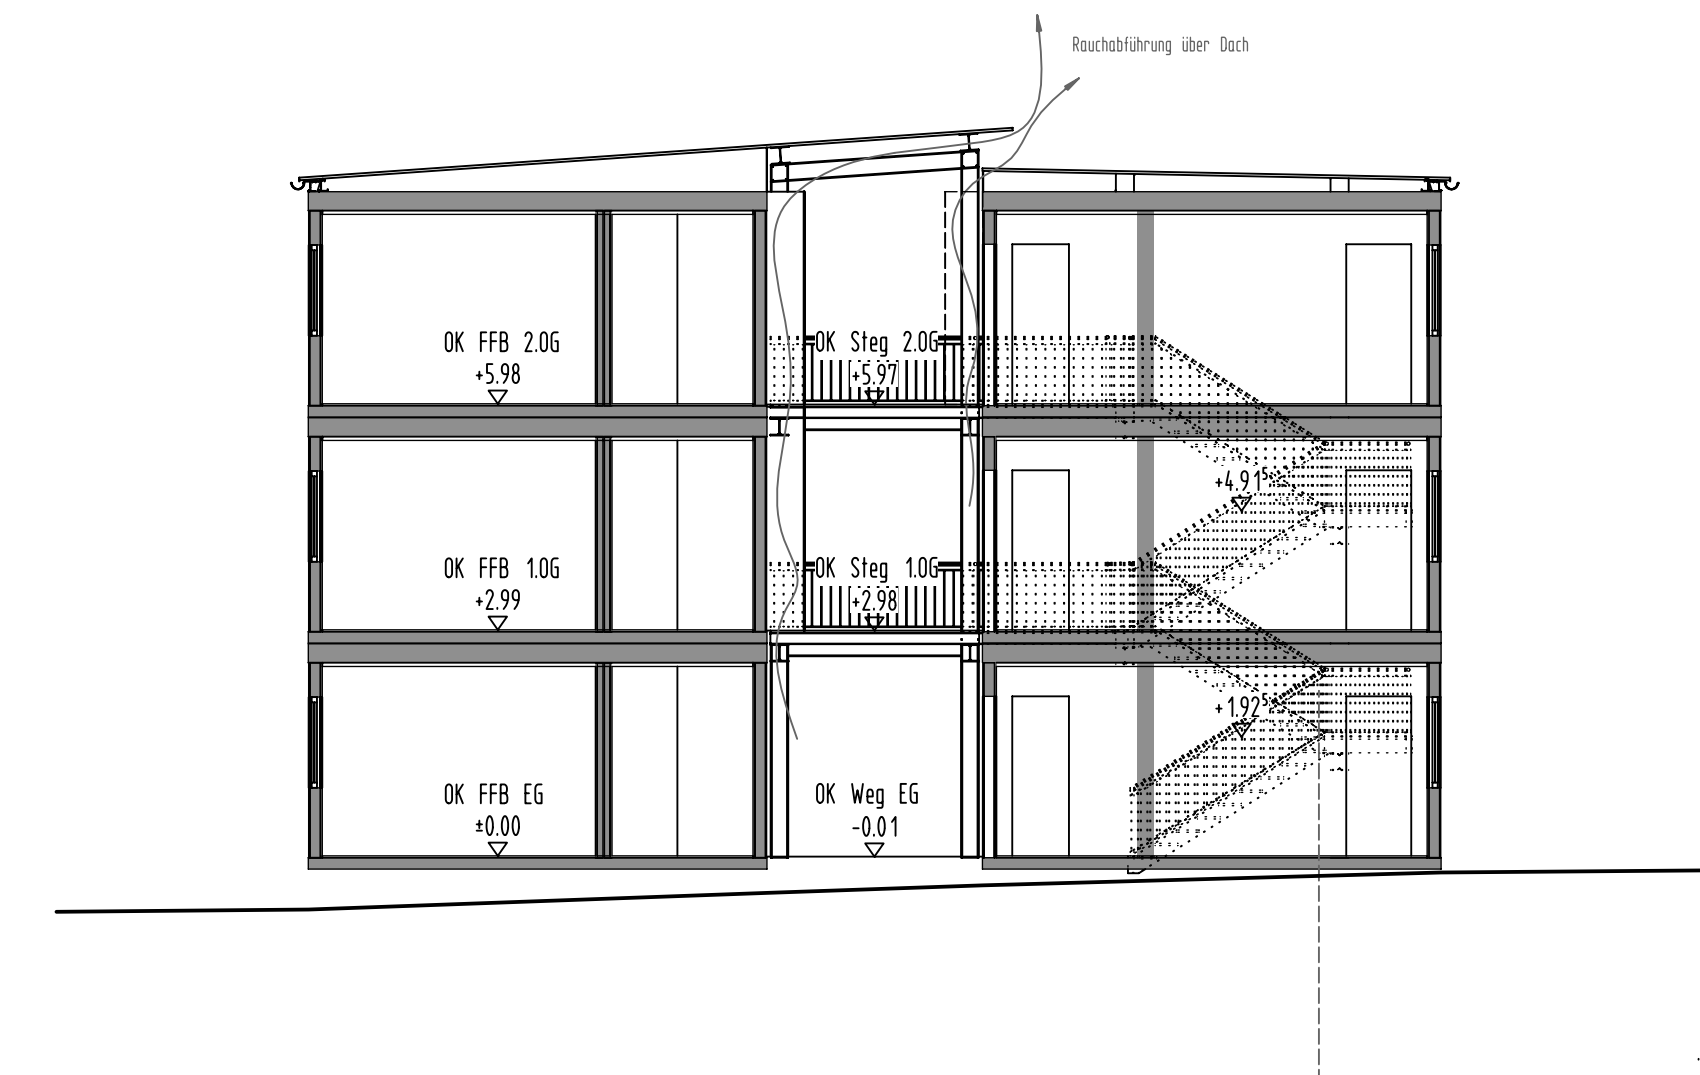 Rauchabführung über Dach
OK FFB 2.OG
+5.98
OK Steg 2.OG
+5.97
+4.91⁵
OK FFB 1.OG
+2.99
OK Steg 1.OG
+2.98
+1.92⁵
OK FFB EG
±0.00
OK Weg EG
-0.01